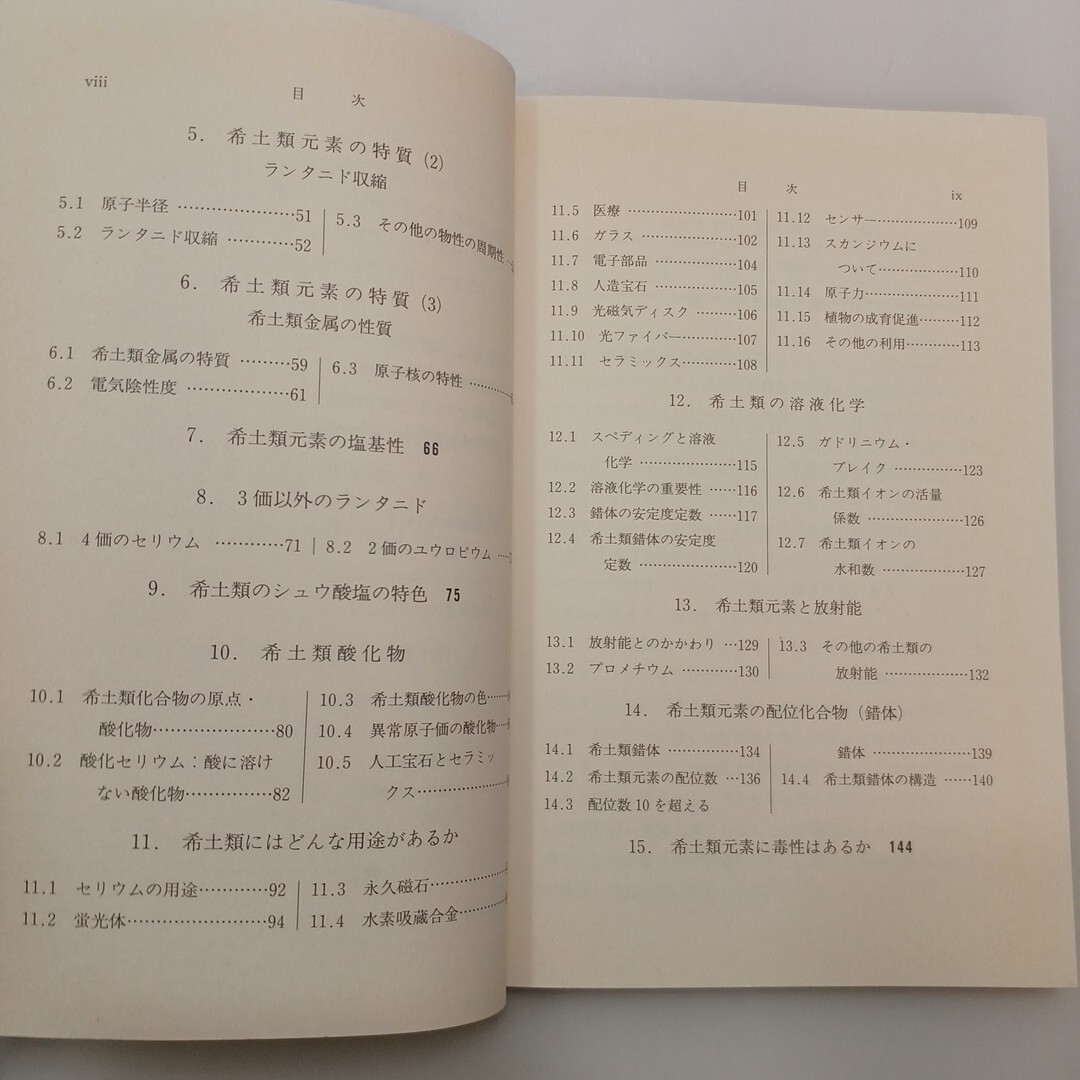 viii
目 次
5. 希土類元素の特質 (2)
ランタニド収縮
5.1 原子半径 …………………51
5.2 ランタニド収縮 …………52
5.3 その他の物性の周期性
6. 希土類元素の特質 (3)
希土類金属の性質
6.1 希土類金属の特質 ………59
6.2 電気陰性度 ………………61
6.3 原子核の特性 …………
7. 希土類元素の塩基性 66
8. 3価以外のランタニド
8.1 4価のセリウム …………71
8.2 2価のユウロピウム ……
9. 希土類のシュウ酸塩の特色 75
10. 希土類酸化物
10.1 希土類化合物の原点・
酸化物…………………80
10.2 酸化セリウム：酸に溶け
ない酸化物……………82
10.3 希土類酸化物の色……
10.4 異常原子価の酸化物…
10.5 人工宝石とセラミッ
クス……………
11. 希土類にはどんな用途があるか
11.1 セリウムの用途…………92
11.2 蛍光体……………………94
11.3 永久磁石……………
11.4 水素吸蔵合金………
目 次
ix
11.5 医療 ……………………101
11.6 ガラス …………………102
11.7 電子部品 ………………104
11.8 人造宝石 ………………105
11.9 光磁気ディスク ………106
11.10 光ファイバー…………107
11.11 セラミックス…………108
11.12 センサー………………109
11.13 スカンジウムに
ついて………………110
11.14 原子力…………………111
11.15 植物の成育促進………112
11.16 その他の利用…………113
12. 希土類の溶液化学
12.1 スペディングと溶液
化学 …………………115
12.2 溶液化学の重要性 ……116
12.3 錯体の安定度定数 ……117
12.4 希土類錯体の安定度
定数 …………………120
12.5 ガドリニウム・
ブレイク ……………123
12.6 希土類イオンの活量
係数 …………………126
12.7 希土類イオンの
水和数 ………………127
13. 希土類元素と放射能
13.1 放射能とのかかわり …129
13.2 プロメチウム …………130
13.3 その他の希土類の
放射能 ………………132
14. 希土類元素の配位化合物（錯体）
14.1 希土類錯体 ……………134
14.2 希土類元素の配位数 …136
14.3 配位数10を超える
錯体 …………………139
14.4 希土類錯体の構造 ……140
15. 希土類元素に毒性はあるか 144